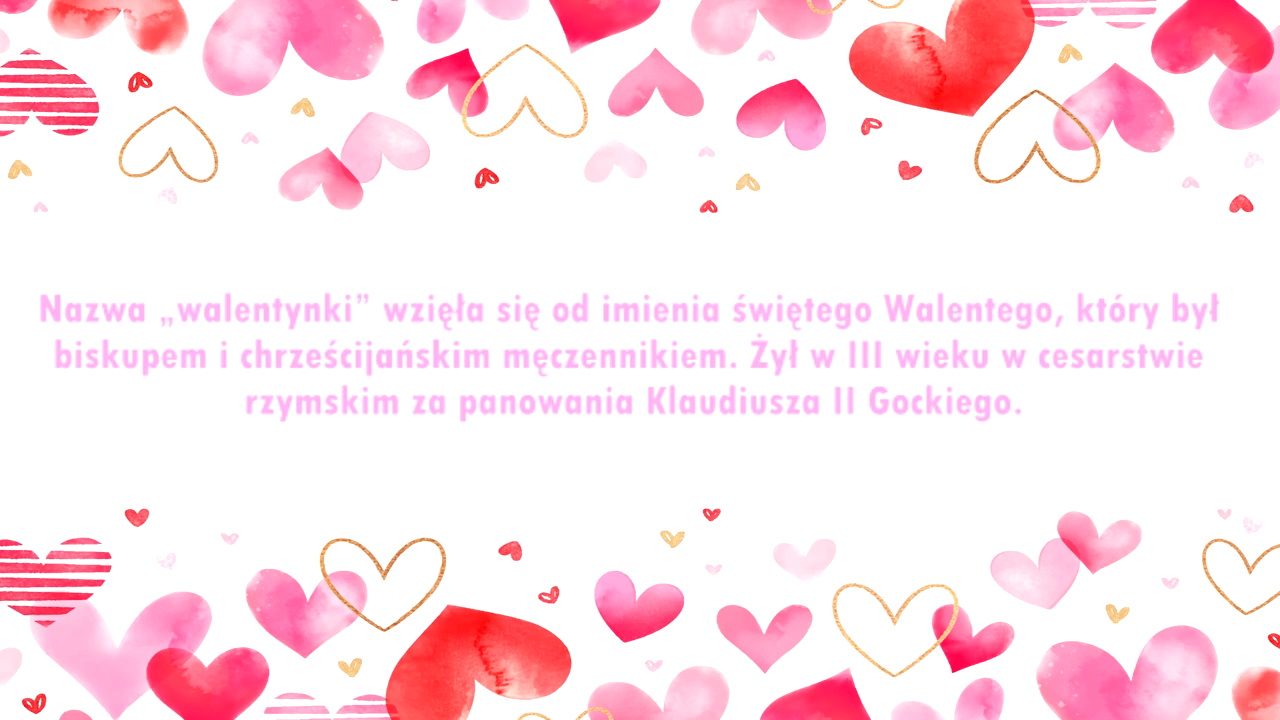 Nazwa „walentynki” wzięła się od imienia świętego Walentego, który był
biskupem i chrześcijańskim męczennikiem. Żył w III wieku w cesarstwie
rzymskim za panowania Klaudiusza II Gockiego.